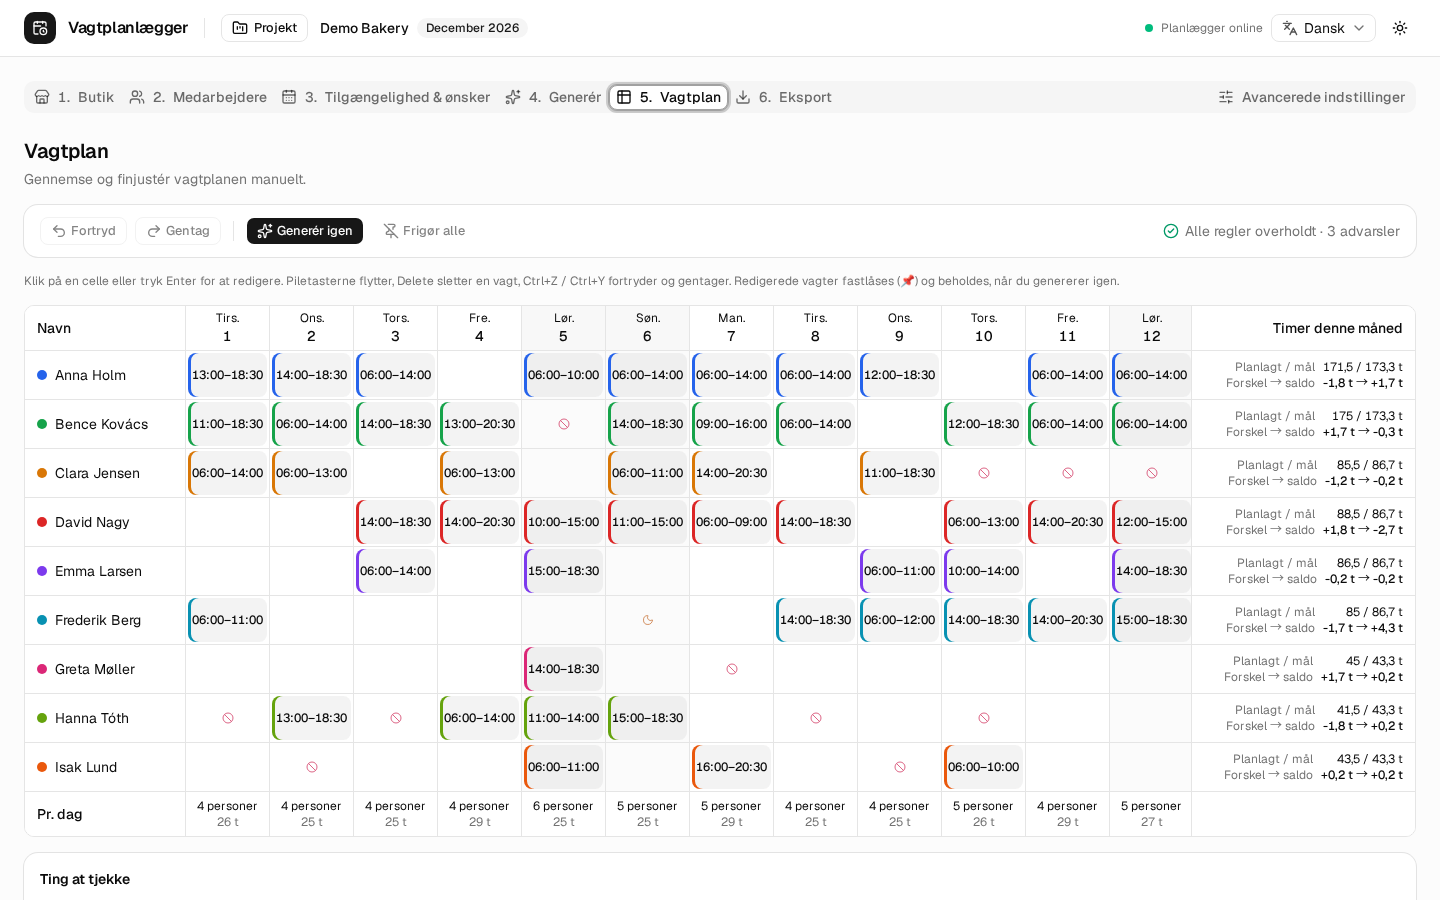 Vagtplanlægger
Projekt
Demo Bakery
December 2026
Planlægger online
Dansk
1. Butik
2. Medarbejdere
3. Tilgængelighed & ønsker
4. Generér
5. Vagtplan
6. Eksport
Avancerede indstillinger
Vagtplan
Gennemse og finjustér vagtplanen manuelt.
Fortryd
Gentag
Generér igen
Frigør alle
Alle regler overholdt · 3 advarsler
Klik på en celle eller tryk Enter for at redigere. Piletasterne flytter, Delete sletter en vagt, Ctrl+Z / Ctrl+Y fortryder og gentager. Redigerede vagter fastlåses (📌) og beholdes, når du genererer igen.
Navn Tirs. 1 Ons. 2 Tors. 3 Fre. 4 Lør. 5 Søn. 6 Man. 7 Tirs. 8 Ons. 9 Tors. 10 Fre. 11 Lør. 12 Timer denne måned
Anna Holm 13:00–18:30 14:00–18:30 06:00–14:00 06:00–10:00 06:00–14:00 06:00–14:00 06:00–14:00 12:00–18:30 06:00–14:00 06:00–14:00 Planlagt / mål 171,5 / 173,3 t
Forskel → saldo -1,8 t → +1,7 t
Bence Kovács 11:00–18:30 06:00–14:00 14:00–18:30 13:00–20:30 14:00–18:30 09:00–16:00 06:00–14:00 12:00–18:30 06:00–14:00 06:00–14:00 Planlagt / mål 175 / 173,3 t
Forskel → saldo +1,7 t → -0,3 t
Clara Jensen 06:00–14:00 06:00–13:00 06:00–13:00 06:00–11:00 14:00–20:30 11:00–18:30 Planlagt / mål 85,5 / 86,7 t
Forskel → saldo -1,2 t → -0,2 t
David Nagy 14:00–18:30 14:00–20:30 10:00–15:00 11:00–15:00 06:00–09:00 14:00–18:30 06:00–13:00 14:00–20:30 12:00–15:00 Planlagt / mål 88,5 / 86,7 t
Forskel → saldo +1,8 t → -2,7 t
Emma Larsen 06:00–14:00 15:00–18:30 06:00–11:00 10:00–14:00 14:00–18:30 Planlagt / mål 86,5 / 86,7 t
Forskel → saldo -0,2 t → -0,2 t
Frederik Berg 06:00–11:00 14:00–18:30 06:00–12:00 14:00–18:30 14:00–20:30 15:00–18:30 Planlagt / mål 85 / 86,7 t
Forskel → saldo -1,7 t → +4,3 t
Greta Møller 14:00–18:30 Planlagt / mål 45 / 43,3 t
Forskel → saldo +1,7 t → +0,2 t
Hanna Tóth 13:00–18:30 06:00–14:00 11:00–14:00 15:00–18:30 Planlagt / mål 41,5 / 43,3 t
Forskel → saldo -1,8 t → +0,2 t
Isak Lund 06:00–11:00 16:00–20:30 06:00–10:00 Planlagt / mål 43,5 / 43,3 t
Forskel → saldo +0,2 t → +0,2 t
Pr. dag 4 personer 4 personer 4 personer 4 personer 6 personer 5 personer 5 personer 4 personer 4 personer 5 personer 4 personer 5 personer
26 t 25 t 25 t 29 t 25 t 25 t 29 t 25 t 25 t 26 t 29 t 27 t
Ting at tjekke